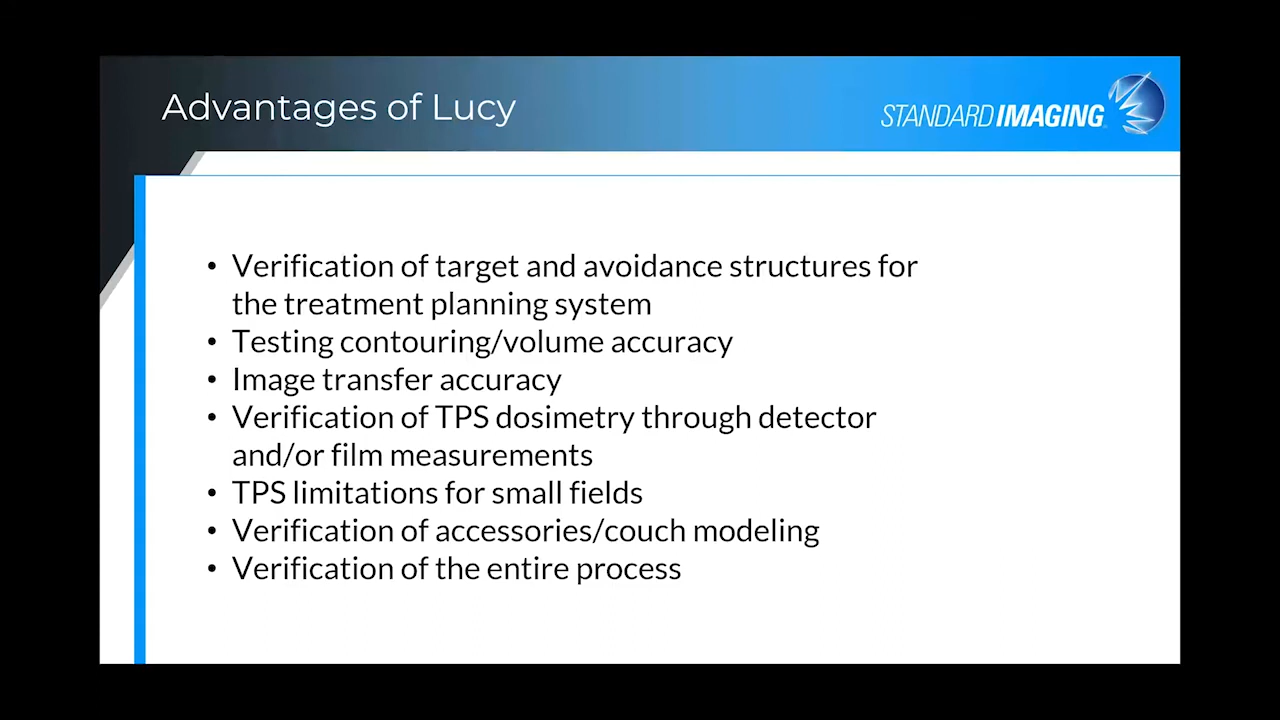 Advantages of Lucy
STANDARD IMAGING
• Verification of target and avoidance structures for
the treatment planning system
• Testing contouring/volume accuracy
• Image transfer accuracy
• Verification of TPS dosimetry through detector
and/or film measurements
• TPS limitations for small fields
• Verification of accessories/couch modeling
• Verification of the entire process